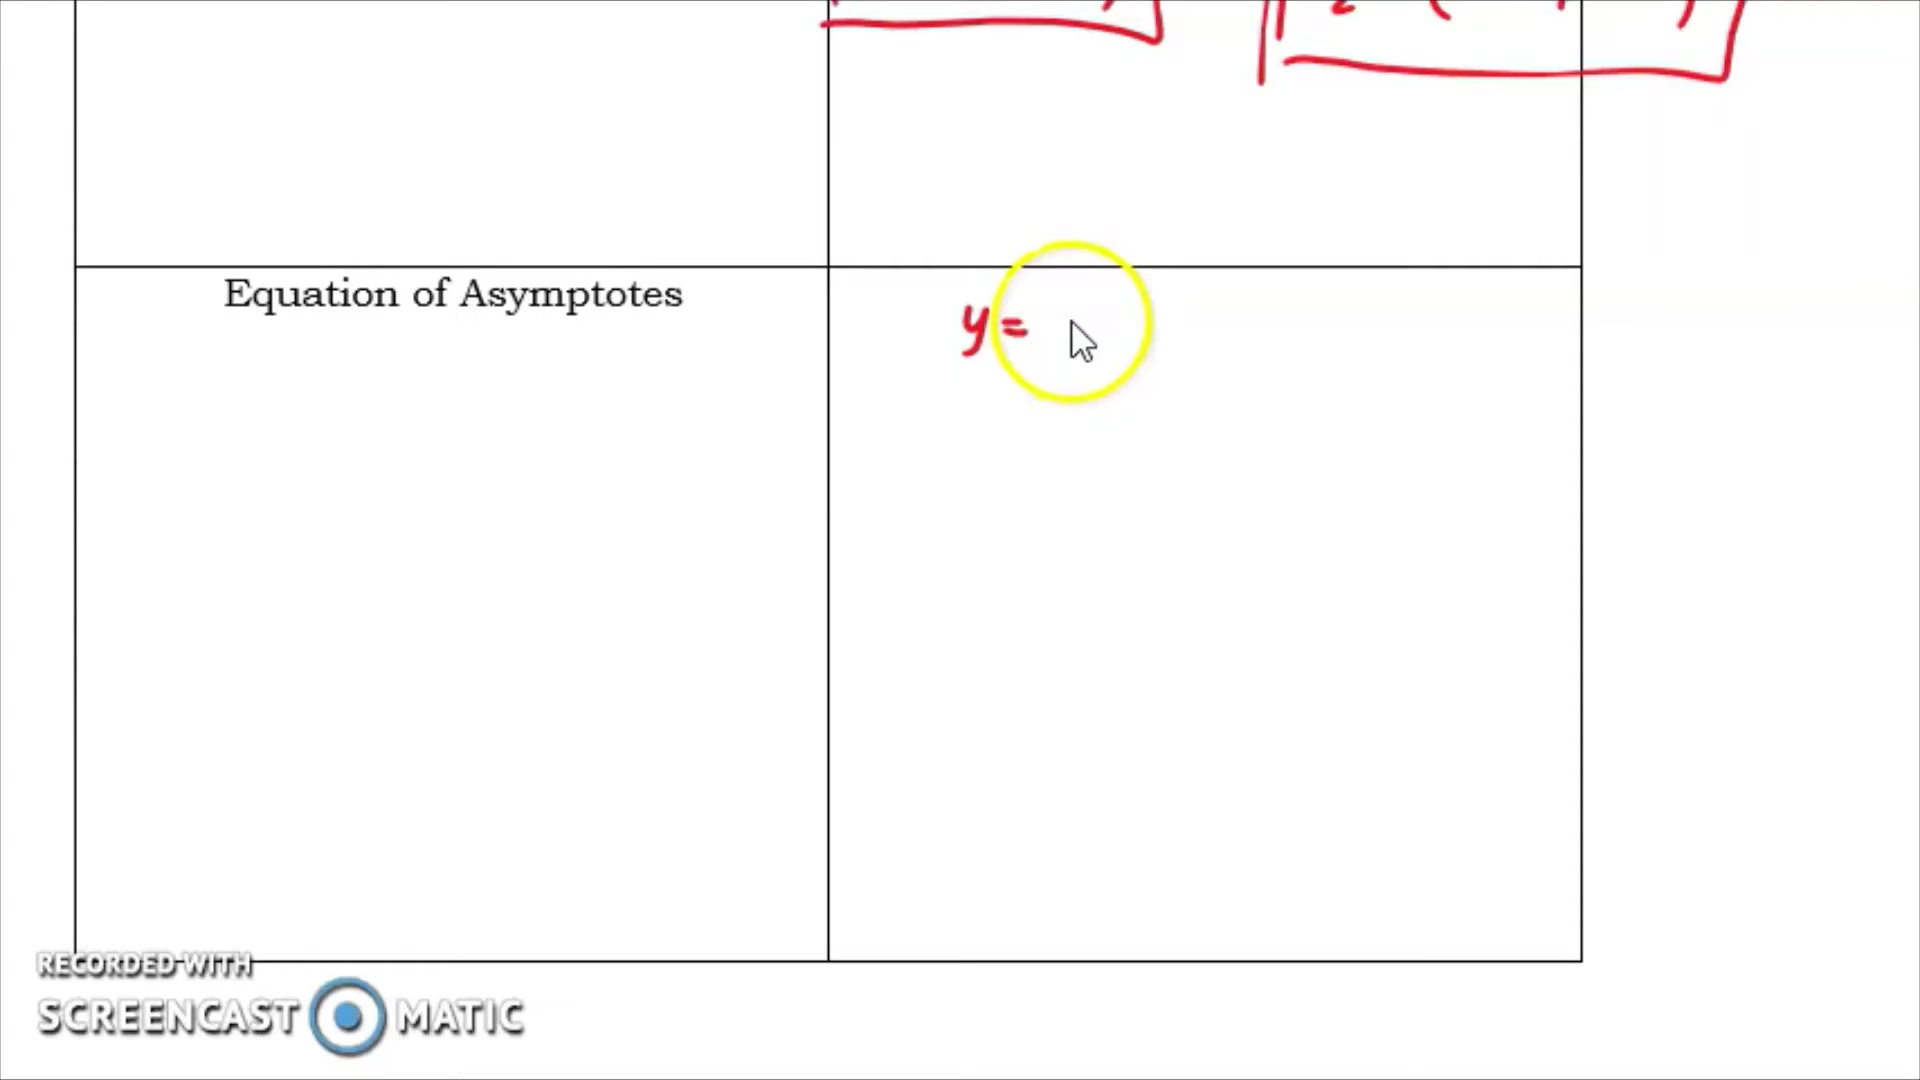 Equation of Asymptotes
y =
RECORDED WITH
SCREENCAST MATIC